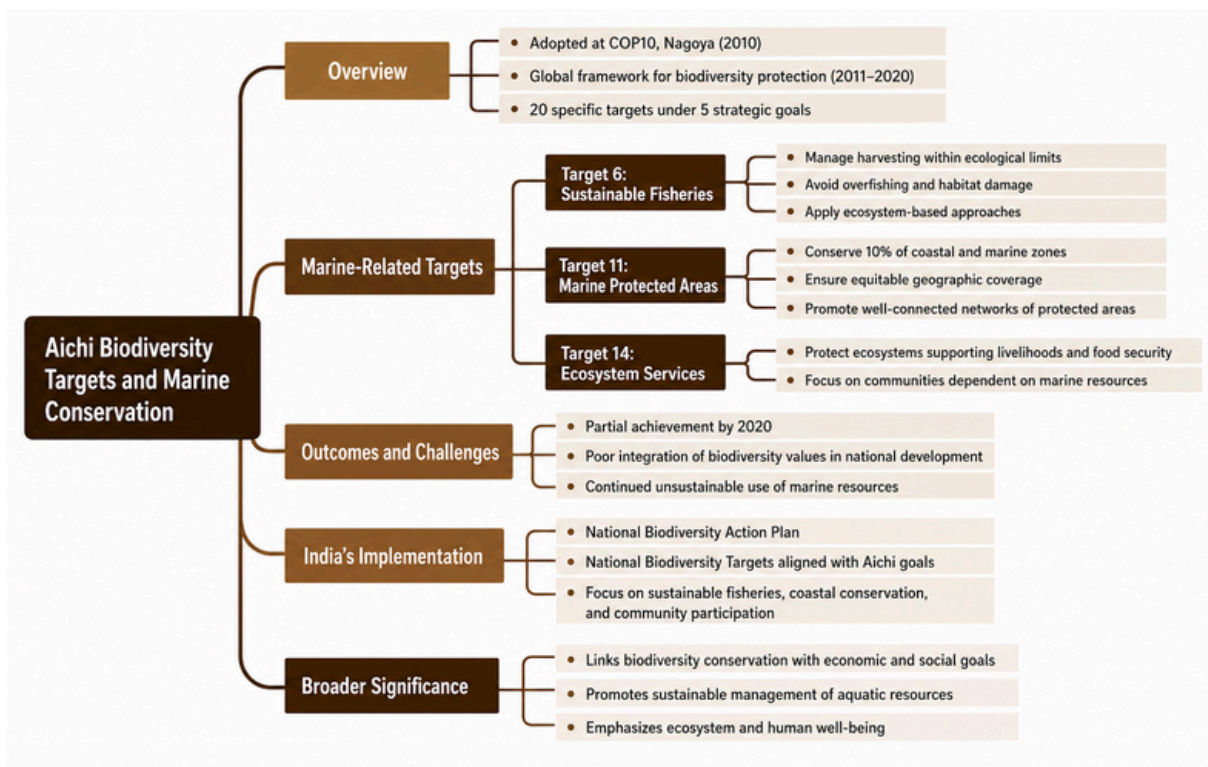 Aichi Biodiversity
Targets and Marine
Conservation
Overview
• Adopted at COP10, Nagoya (2010)
• Global framework for biodiversity protection (2011–2020)
• 20 specific targets under 5 strategic goals
Marine-Related Targets
Target 6:
Sustainable Fisheries
• Manage harvesting within ecological limits
• Avoid overfishing and habitat damage
• Apply ecosystem-based approaches
Target 11:
Marine Protected Areas
• Conserve 10% of coastal and marine zones
• Ensure equitable geographic coverage
• Promote well-connected networks of protected areas
Target 14:
Ecosystem Services
• Protect ecosystems supporting livelihoods and food security
• Focus on communities dependent on marine resources
Outcomes and Challenges
• Partial achievement by 2020
• Poor integration of biodiversity values in national development
• Continued unsustainable use of marine resources
India's Implementation
• National Biodiversity Action Plan
• National Biodiversity Targets aligned with Aichi goals
• Focus on sustainable fisheries, coastal conservation,
and community participation
Broader Significance
• Links biodiversity conservation with economic and social goals
• Promotes sustainable management of aquatic resources
• Emphasizes ecosystem and human well-being